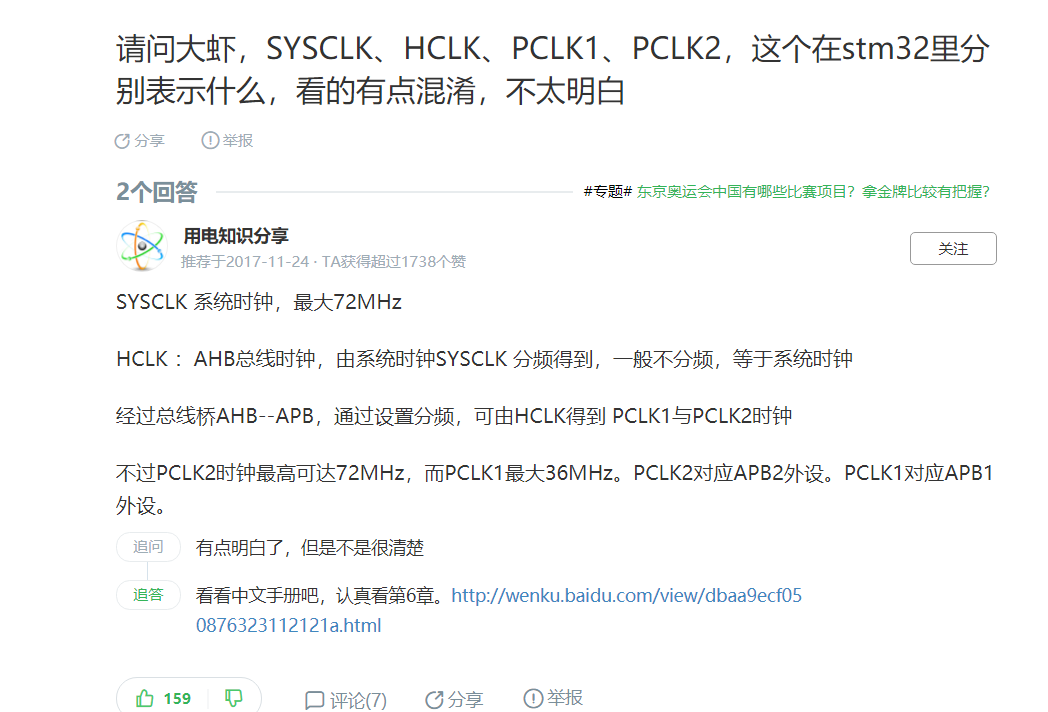 请问大虾，SYSCLK、HCLK、PCLK1、PCLK2，这个在stm32里分
别表示什么，看的有点混淆，不太明白
分享 举报
2个回答 #专题# 东京奥运会中国有哪些比赛项目？拿金牌比较有把握？
用电知识分享
推荐于2017-11-24 · TA获得超过1738个赞
关注
SYSCLK 系统时钟，最大72MHz
HCLK ：AHB总线时钟，由系统时钟SYSCLK 分频得到，一般不分频，等于系统时钟
经过总线桥AHB--APB，通过设置分频，可由HCLK得到 PCLK1与PCLK2时钟
不过PCLK2时钟最高可达72MHz，而PCLK1最大36MHz。PCLK2对应APB2外设。PCLK1对应APB1
外设。
追问 有点明白了，但是不是很清楚
追答 看看中文手册吧，认真看第6章。http://wenku.baidu.com/view/dbaa9ecf05
0876323112121a.html
159 评论(7) 分享 举报